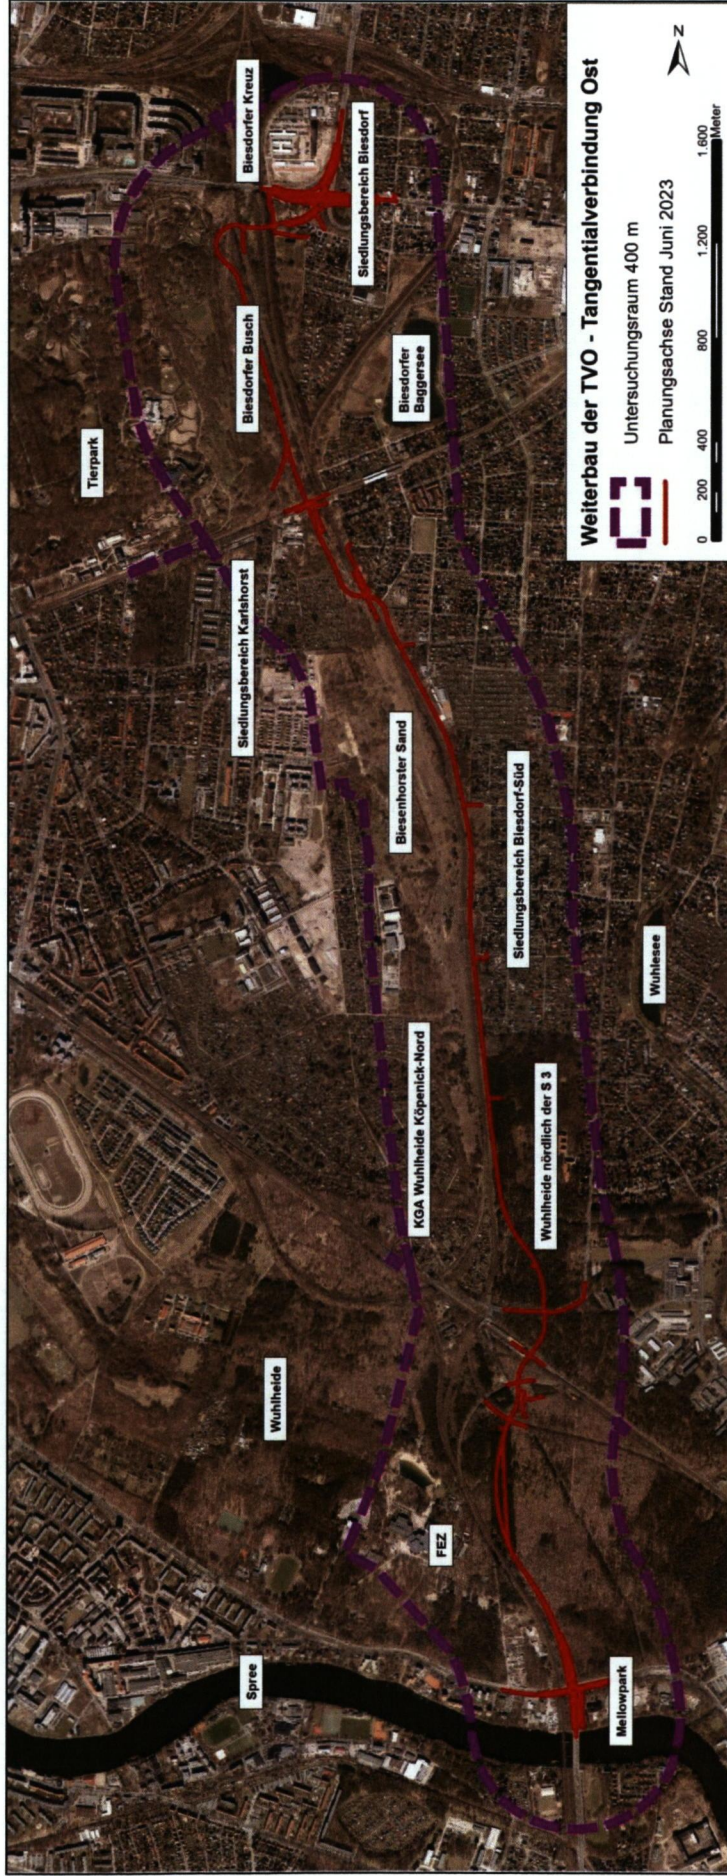 Biesdorfer Kreuz
Siedlungsbereich Biesdorf
Biesdorfer Busch
Tierpark
Biesdorfer
Baggersee
Siedlungsbereich Karlshorst
Biesenhorster Sand
Siedlungsbereich Biesdorf-Süd
Wuhlesee
KGA Wuhlheide Köpenick-Nord
Wuhlheide nördlich der S 3
Wuhlheide
FEZ
Spree
Mellowpark
Weiterbau der TVO - Tangentialverbindung Ost
Untersuchungsraum 400 m
Planungsachse Stand Juni 2023
N
0 200 400 800 1.200 1.600
Meter